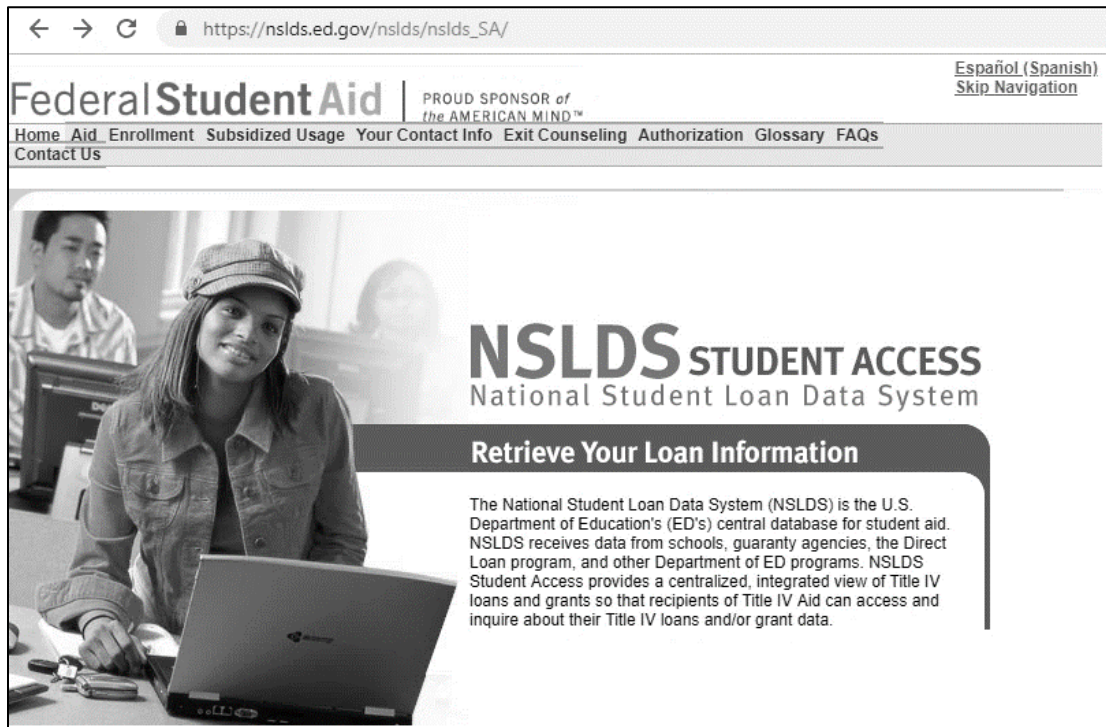 https://nslds.ed.gov/nslds/nslds_SA/
Español (Spanish)
Skip Navigation
Federal Student Aid
PROUD SPONSOR of
the AMERICAN MIND™
Home Aid Enrollment Subsidized Usage Your Contact Info Exit Counseling Authorization Glossary FAQs
Contact Us
NSLDS STUDENT ACCESS
National Student Loan Data System
Retrieve Your Loan Information
The National Student Loan Data System (NSLDS) is the U.S.
Department of Education's (ED's) central database for student aid.
NSLDS receives data from schools, guaranty agencies, the Direct
Loan program, and other Department of ED programs. NSLDS
Student Access provides a centralized, integrated view of Title IV
loans and grants so that recipients of Title IV Aid can access and
inquire about their Title IV loans and/or grant data.